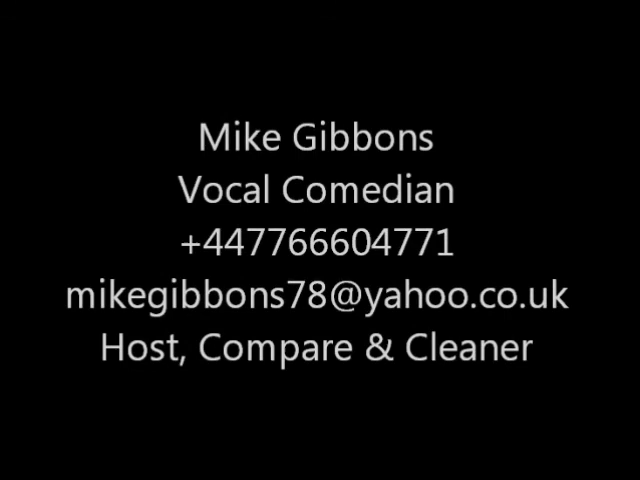 Mike Gibbons
Vocal Comedian
+447766604771
mikegibbons78@yahoo.co.uk
Host, Compare & Cleaner